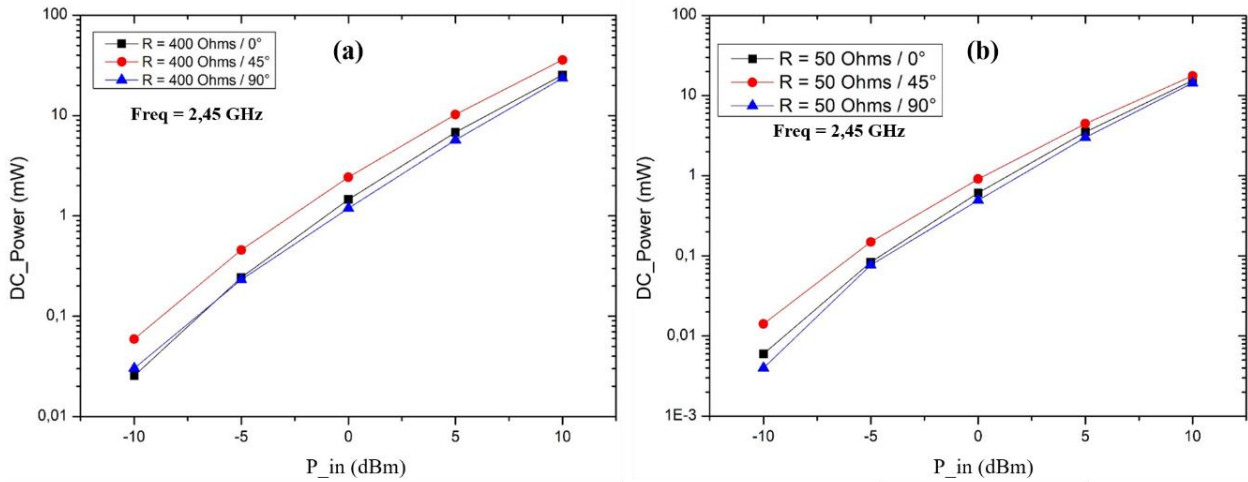 (a)
R = 400 Ohms / 0°
R = 400 Ohms / 45°
R = 400 Ohms / 90°
Freq = 2,45 GHz
DC_Power (mW)
100
10
1
0,1
0,01
-10 -5 0 5 10
P_in (dBm)
(b)
R = 50 Ohms / 0°
R = 50 Ohms / 45°
R = 50 Ohms / 90°
Freq = 2,45 GHz
DC_Power (mW)
100
10
1
0,1
0,01
1E-3
-10 -5 0 5 10
P_in (dBm)